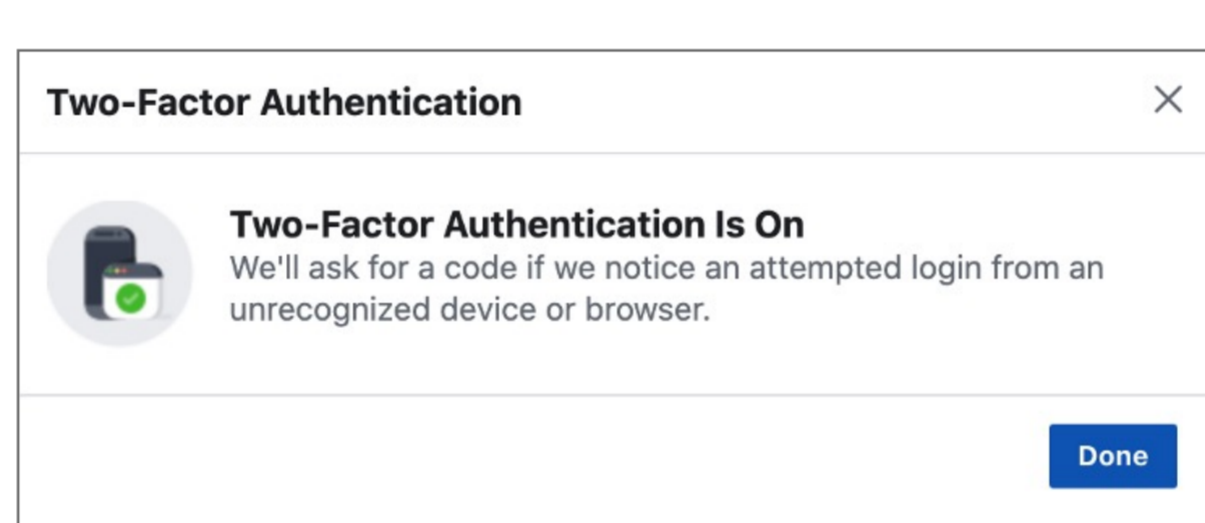 Two-Factor Authentication
Two-Factor Authentication Is On
We'll ask for a code if we notice an attempted login from an
unrecognized device or browser.
Done